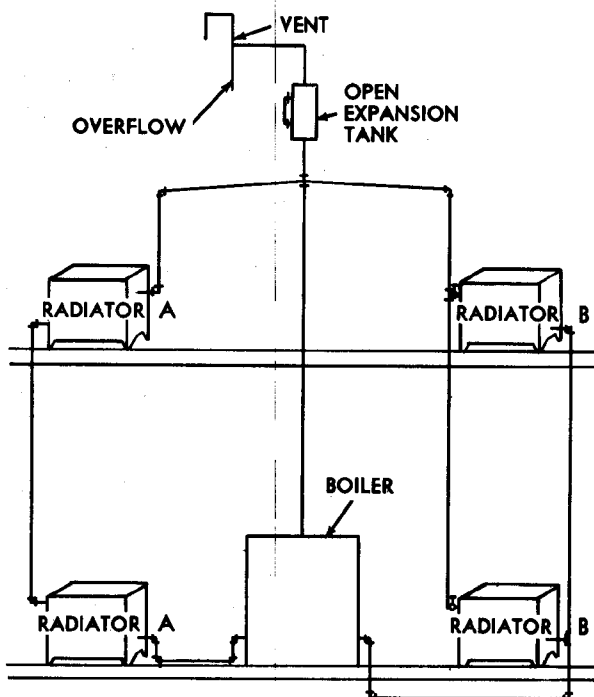 VENT
OPEN
EXPANSION
TANK
OVERFLOW
RADIATOR A
RADIATOR B
BOILER
RADIATOR A
RADIATOR B